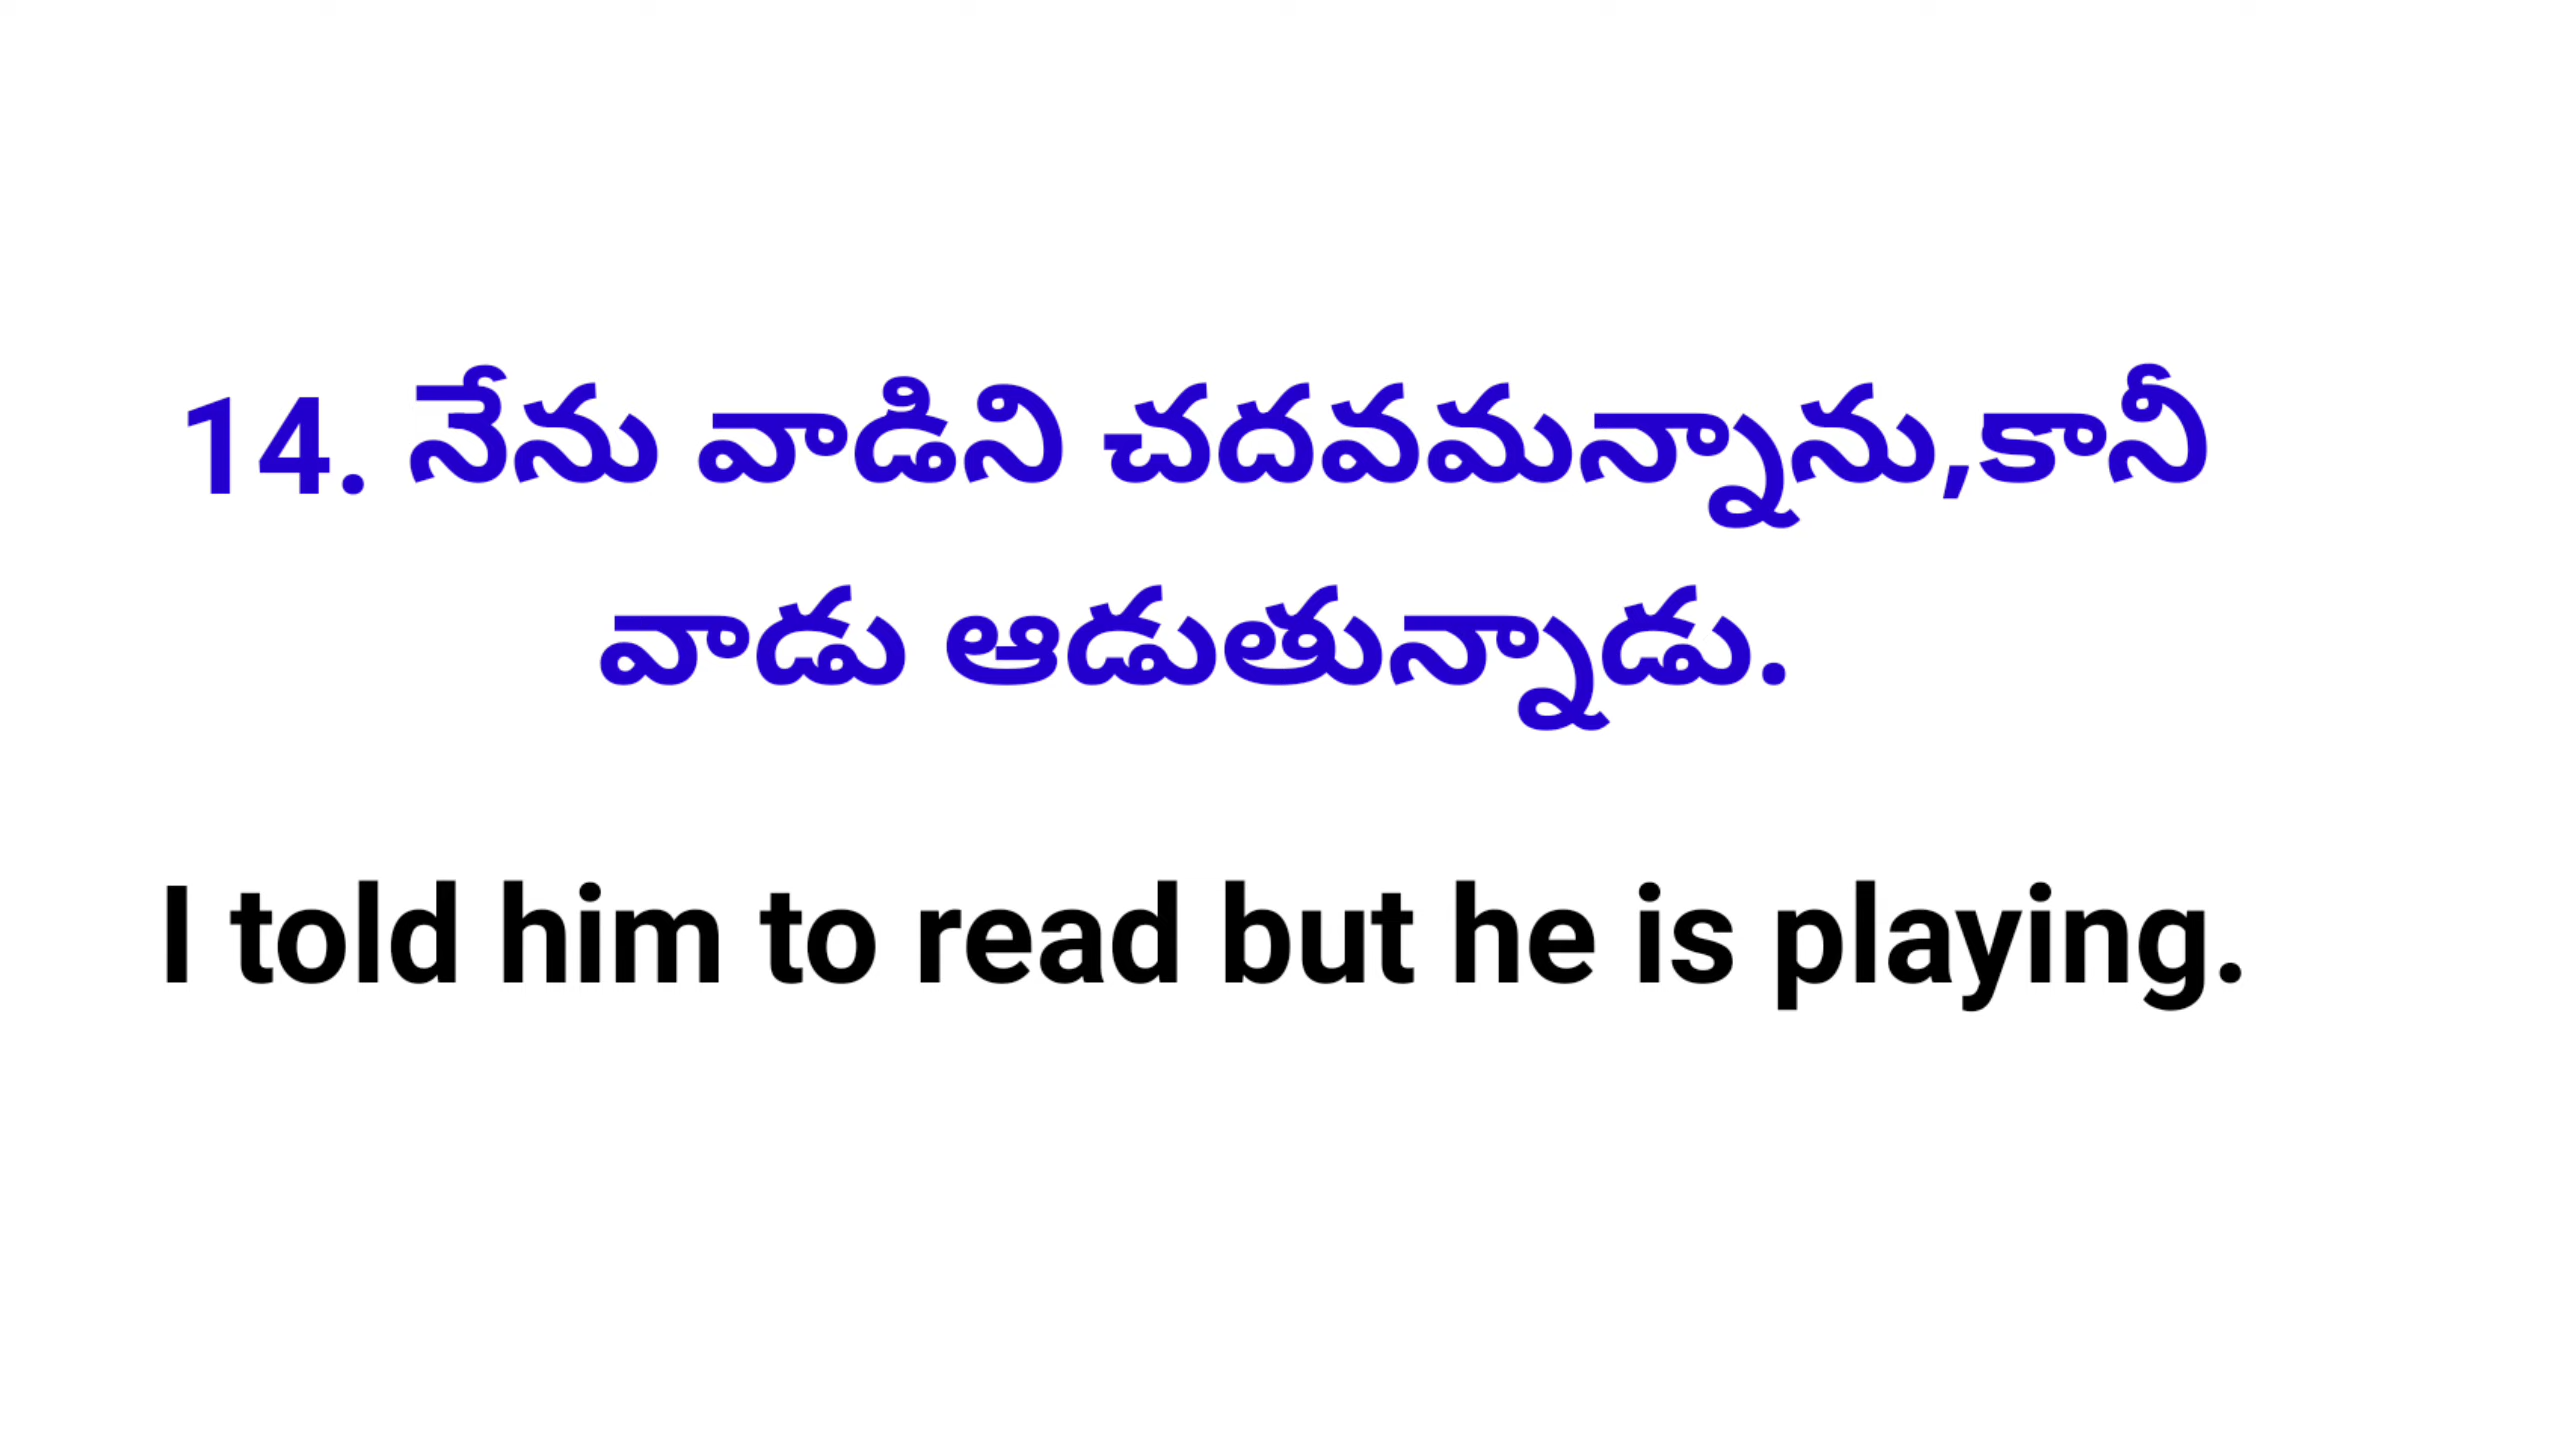 14. నేను వాడిని చదవమన్నాను,కానీ
వాడు ఆడుతున్నాడు.
I told him to read but he is playing.